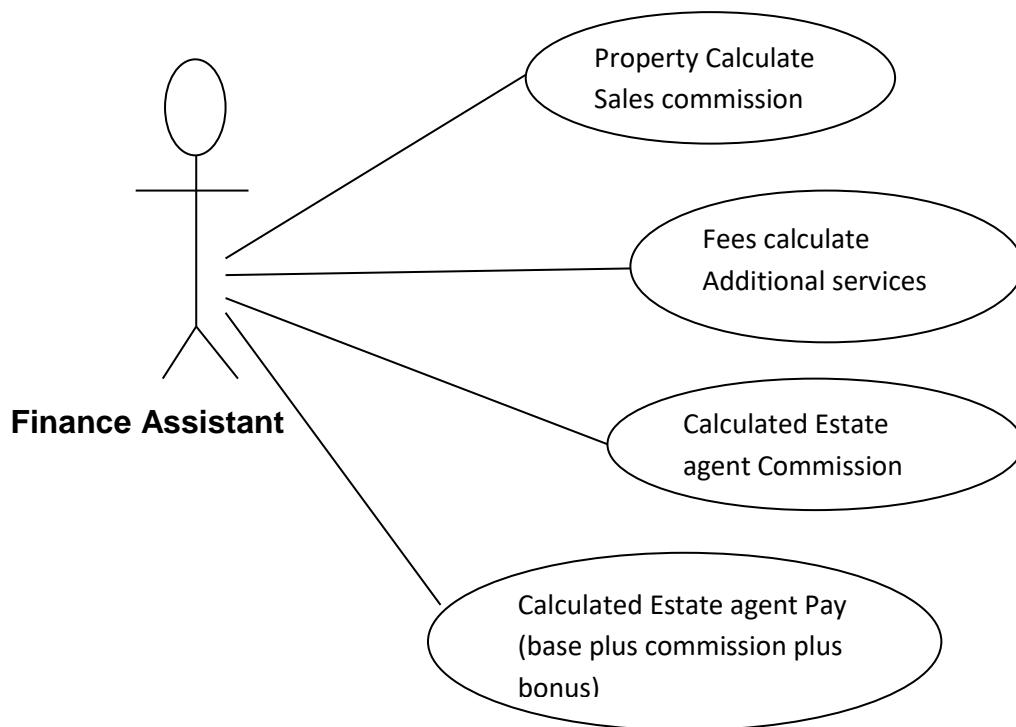 Property Calculate
Sales commission
Fees calculate
Additional services
Finance Assistant
Calculated Estate
agent Commission
Calculated Estate agent Pay
(base plus commission plus
bonus)